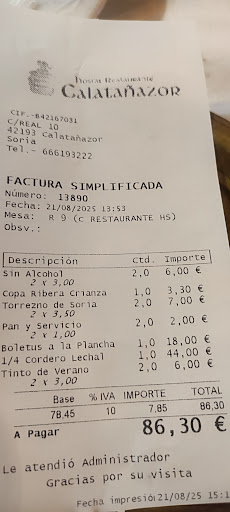 Hostal Restaurante
Calatañazor
CIF.-B42167031
C/REAL 10
42193 Calatañazor
Soria
Tel.- 666193222
FACTURA SIMPLIFICADA
Número: 13890
Fecha: 21/08/2025 13:53
Mesa: R 9 (C RESTAURANTE HS)
Obsv.:
Descripción Ctd. Importe
Sin Alcohol 2,0 6,00 €
2 x 3,00
Copa Ribera Crianza 1,0 3,30 €
Torrezno de Soria 2,0 7,00 €
2 x 3,50
Pan y Servicio 2,0 2,00 €
2 x 1,00
Boletus a la Plancha 1,0 18,00 €
1/4 Cordero Lechal 1,0 44,00 €
Tinto de Verano 2,0 6,00 €
2 x 3,00
Base % IVA IMPORTE TOTAL
78,45 10 7,85 86,30
A Pagar 86,30 €
Le atendió Administrador
Gracias por su visita
Fecha impresión 21/08/25 15:1